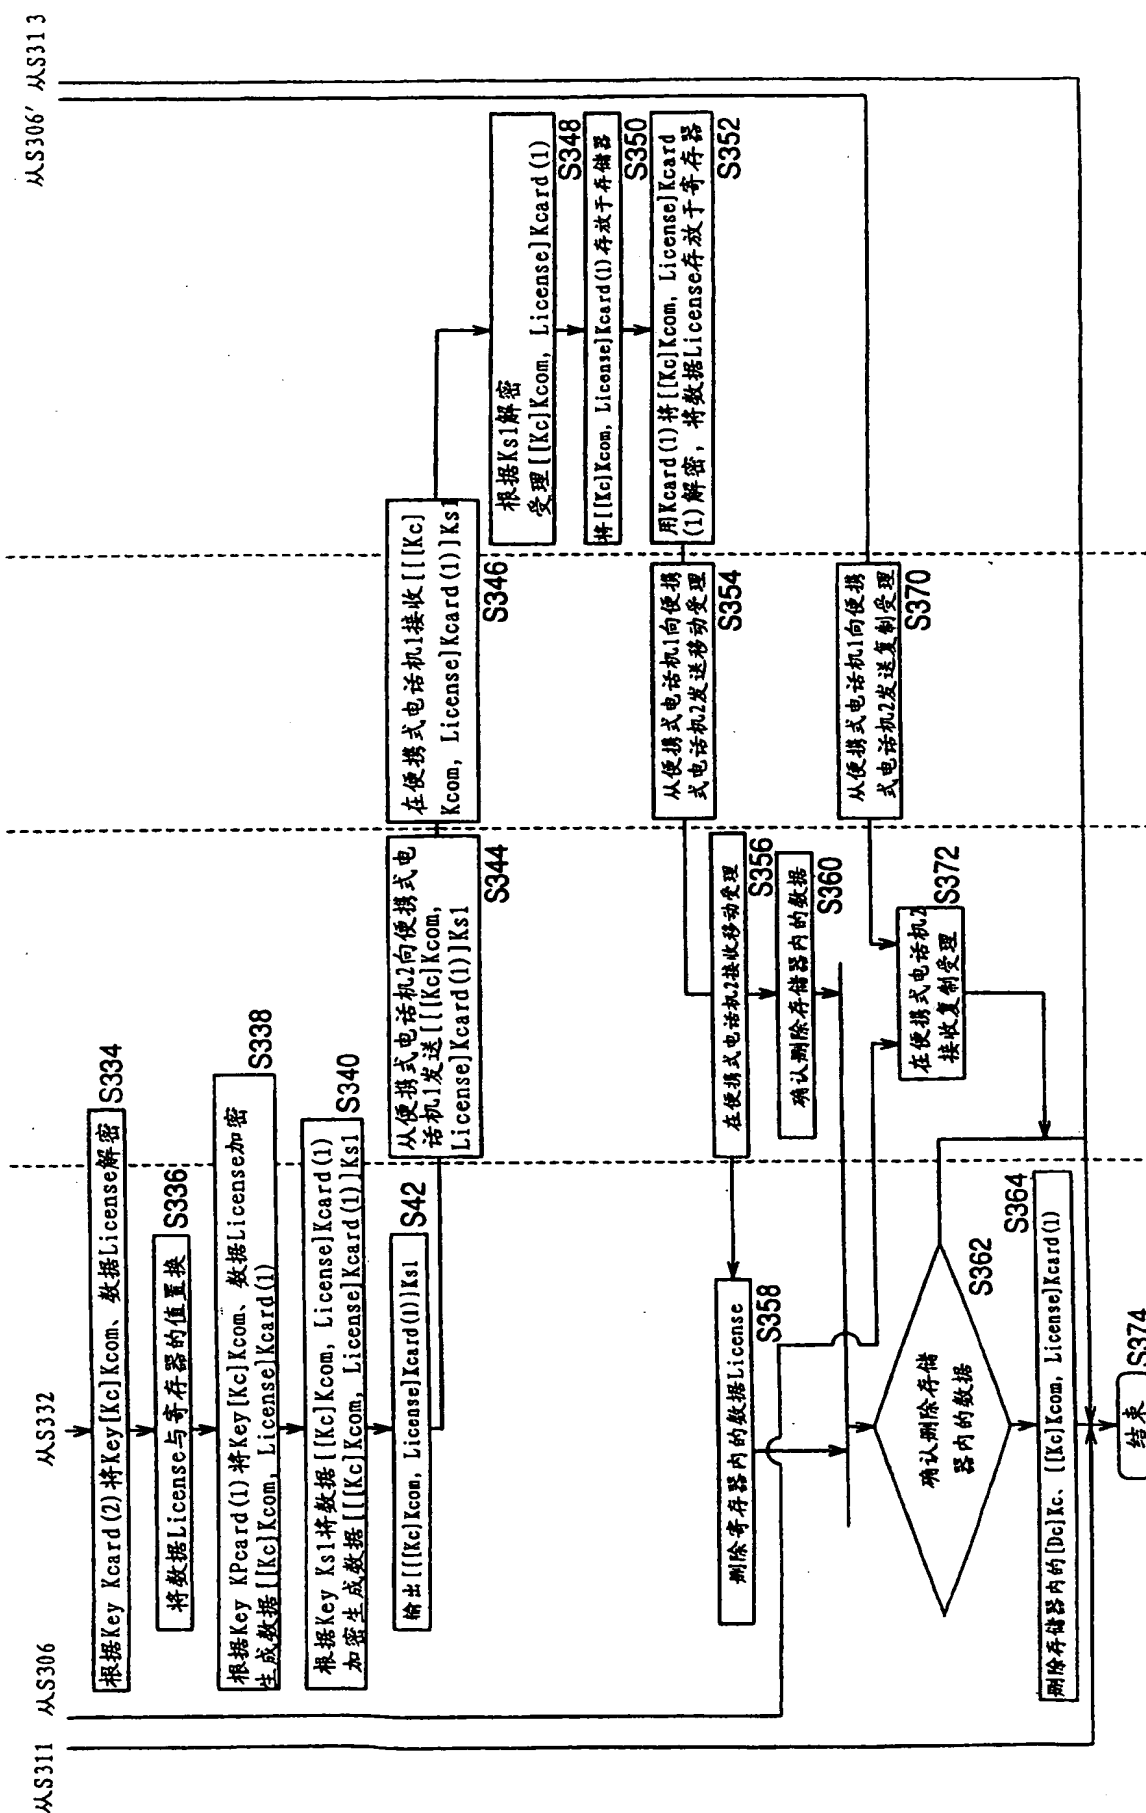 从S311
从S306
从S332
从S306′
从S313
根据Key Kcard(2)将Key[Kc]Kcom、数据License解密
S334
将数据License与寄存器的值置换
S336
根据Key KPcard(1)将Key[Kc]Kcom、数据License加密
生成数据[[Kc]Kcom, License]Kcard(1)
S338
根据Key Ks1将数据[[Kc]Kcom, License]Kcard(1)
加密生成数据[[[Kc]Kcom, License]Kcard(1)]Ks1
S340
输出[[[Kc]Kcom, License]Kcard(1)]Ks1
S42
从便携式电话机2向便携式电
话机1发送[[[Kc]Kcom,
License]Kcard(1)]Ks1
S344
在便携式电话机1接收[[[Kc]
Kcom, License]Kcard(1)]Ks1
S346
根据Ks1解密
受理[[Kc]Kcom, License]Kcard(1)
S348
将[[Kc]Kcom, License]Kcard(1)存放于存储器
S350
用Kcard(1)将[[Kc]Kcom, License]Kcard
(1)解密，将数据License存放于寄存器
S352
从便携式电话机1向便携
式电话机2发送移动受理
S354
在便携式电话机2接收移动受理
S356
删除寄存器内的数据License
S358
确认删除存储器内的数据
S360
从便携式电话机1向便携
式电话机2发送复制受理
S370
在便携式电话机2
接收复制受理
S372
确认删除存储
器内的数据
S362
删除存储器内的[Dc]Kc、[[Kc]Kcom, License]Kcard(1)
S364
结束
S374